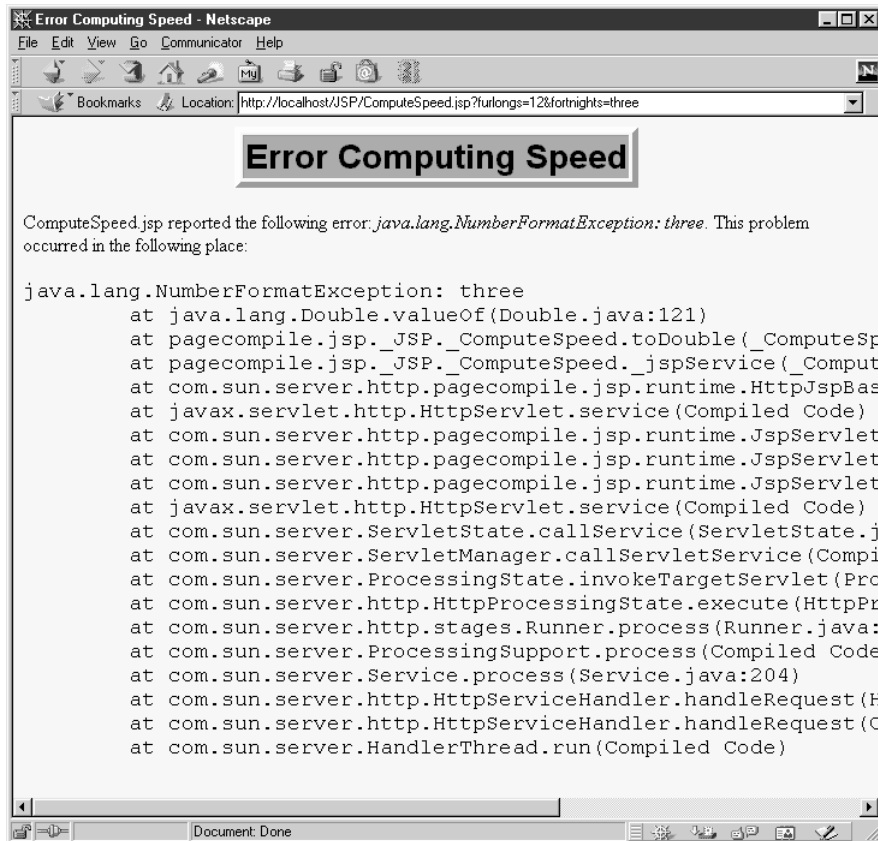 Error Computing Speed - Netscape
File Edit View Go Communicator Help
My
N
Bookmarks Location: http://localhost/JSP/ComputeSpeed.jsp?furlongs=12&fortnights=three
Error Computing Speed
ComputeSpeed.jsp reported the following error: java.lang.NumberFormatException: three. This problem
occurred in the following place:
java.lang.NumberFormatException: three
at java.lang.Double.valueOf(Double.java:121)
at pagecompile.jsp._JSP._ComputeSpeed.toDouble(_ComputeSp
at pagecompile.jsp._JSP._ComputeSpeed._jspService(_Comput
at com.sun.server.http.pagecompile.jsp.runtime.HttpJspBas
at javax.servlet.http.HttpServlet.service(Compiled Code)
at com.sun.server.http.pagecompile.jsp.runtime.JspServlet
at com.sun.server.http.pagecompile.jsp.runtime.JspServlet
at com.sun.server.http.pagecompile.jsp.runtime.JspServlet
at javax.servlet.http.HttpServlet.service(Compiled Code)
at com.sun.server.ServletState.callService(ServletState.j
at com.sun.server.ServletManager.callServletService(Compi
at com.sun.server.ProcessingState.invokeTargetServlet(Pro
at com.sun.server.http.HttpProcessingState.execute(HttpPr
at com.sun.server.http.stages.Runner.process(Runner.java:
at com.sun.server.ProcessingSupport.process(Compiled Code
at com.sun.server.Service.process(Service.java:204)
at com.sun.server.http.HttpServiceHandler.handleRequest(H
at com.sun.server.http.HttpServiceHandler.handleRequest(C
at com.sun.server.HandlerThread.run(Compiled Code)
Document: Done